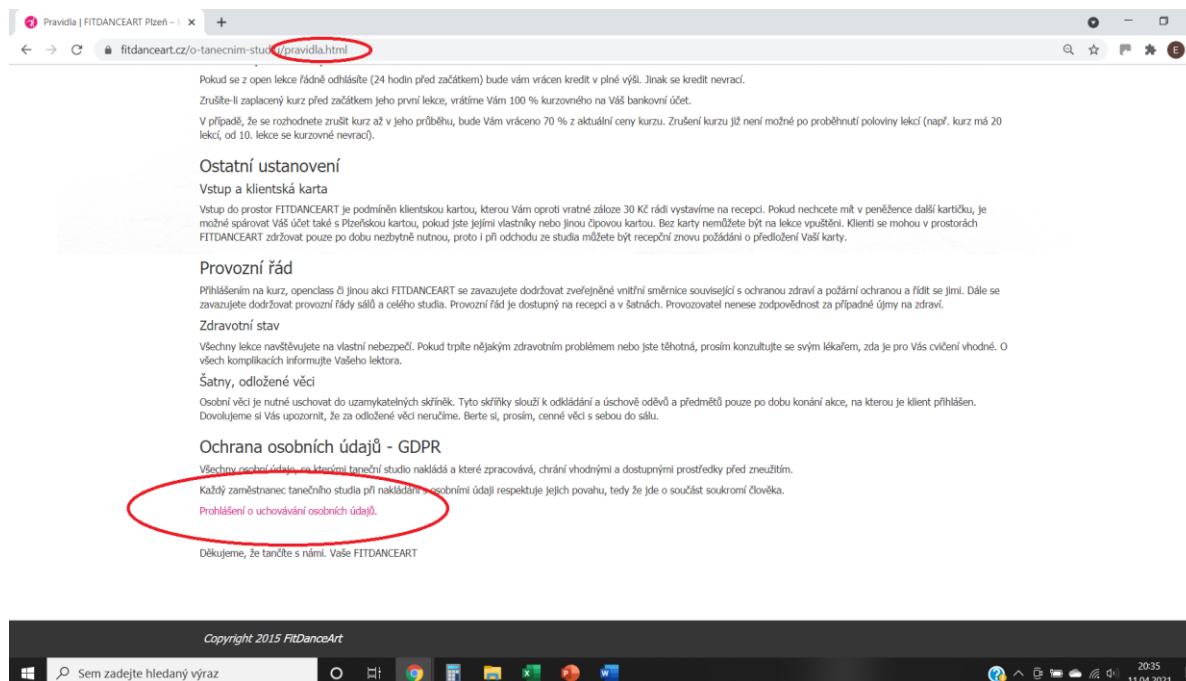 Pravidla | FITDANCEART Plzeň –
fitdanceart.cz/o-tanecnim-studiu/pravidla.html
E
Pokud se z open lekce řádně odhlásíte (24 hodin před začátkem) bude vám vrácen kredit v plné výši. Jinak se kredit nevrací.
Zrušíte-li zaplacený kurz před začátkem jeho první lekce, vrátíme Vám 100 % kurzovného na Váš bankovní účet.
V případě, že se rozhodnete zrušit kurz až v jeho průběhu, bude Vám vráceno 70 % z aktuální ceny kurzu. Zrušení kurzu již není možné po proběhnutí poloviny lekcí (např. kurz má 20
lekcí, od 10. lekce se kurzovné nevrací).
Ostatní ustanovení
Vstup a klientská karta
Vstup do prostor FITDANCEART je podmíněn klientskou kartou, kterou Vám oproti vratné záloze 30 Kč rádi vystavíme na recepci. Pokud nechcete mít v peněžence další kartičku, je
možné spárovat Váš účet také s Plzeňskou kartou, pokud jste jejími vlastníky nebo jinou čipovou kartou. Bez karty nemůžete být na lekce vpuštěni. Klienti se mohou v prostorách
FITDANCEART zdržovat pouze po dobu nezbytně nutnou, proto i při odchodu ze studia můžete být recepční znovu požádáni o předložení Vaší karty.
Provozní řád
Přihlášením na kurz, openclass či jinou akci FITDANCEART se zavazujete dodržovat zveřejněné vnitřní směrnice související s ochranou zdraví a požární ochranou a řídit se jimi. Dále se
zavazujete dodržovat provozní řády sálů a celého studia. Provozní řád je dostupný na recepci a v šatnách. Provozovatel nenese zodpovědnost za případné újmy na zdraví.
Zdravotní stav
Všechny lekce navštěvujete na vlastní nebezpečí. Pokud trpíte nějakým zdravotním problémem nebo jste těhotná, prosím konzultujte se svým lékařem, zda je pro Vás cvičení vhodné. O
všech komplikacích informujte Vašeho lektora.
Šatny, odložené věci
Osobní věci je nutné uschovat do uzamykatelných skříněk. Tyto skříňky slouží k odkládání a úschově oděvů a předmětů pouze po dobu konání akce, na kterou je klient přihlášen.
Dovolujeme si Vás upozornit, že za odložené věci neručíme. Berte si, prosím, cenné věci s sebou do sálu.
Ochrana osobních údajů - GDPR
Všechny osobní údaje, se kterými taneční studio nakládá a které zpracovává, chrání vhodnými a dostupnými prostředky před zneužitím.
Každý zaměstnanec tanečního studia při nakládání s osobními údaji respektuje jejich povahu, tedy že jde o součást soukromí člověka.
Prohlášení o uchovávání osobních údajů.
Děkujeme, že tančíte s námi. Vaše FITDANCEART
Copyright 2015 FitDanceArt
Sem zadejte hledaný výraz
20:35
11.04.2021